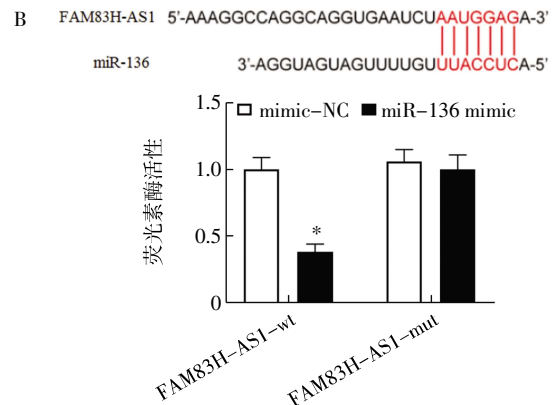 B
FAM83H-AS1 5'-AAAGGCCAGGCAGGUGAAUCUAAUGGAGA-3'
miR-136 3'-AGGUAGUAGUUUUGUUUACCUCA-5'
1.5
mimic-NC miR-136 mimic
1.0
荧光素酶活性
*
0.5
0
FAM83H-AS1-wt
FAM83H-AS1-mut